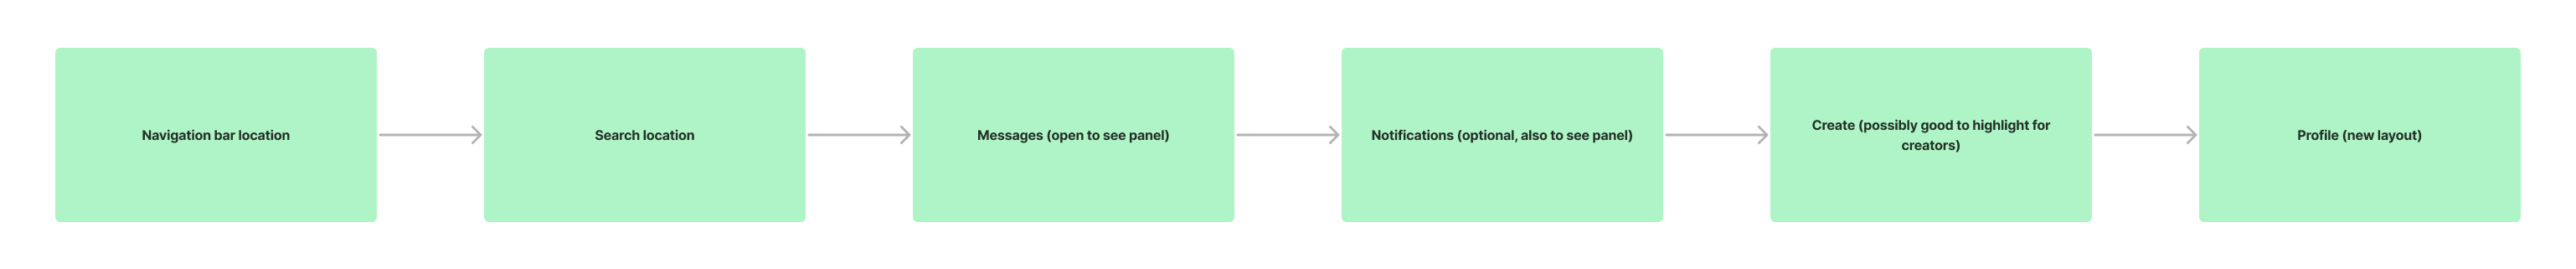 Navigation bar location
Search location
Messages (open to see panel)
Notifications (optional, also to see panel)
Create (possibly good to highlight for
creators)
Profile (new layout)